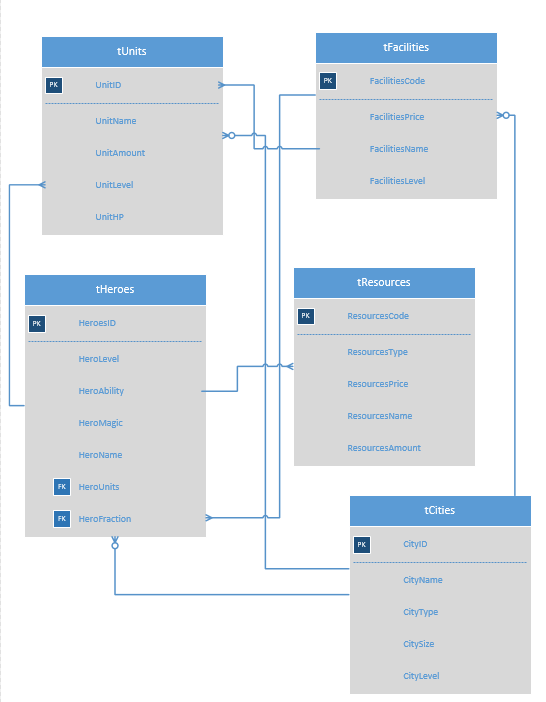 tUnits
PK UnitID
UnitName
UnitAmount
UnitLevel
UnitHP
tFacilities
PK FacilitiesCode
FacilitiesPrice
FacilitiesName
FacilitiesLevel
tHeroes
PK HeroesID
HeroLevel
HeroAbility
HeroMagic
HeroName
FK HeroUnits
FK HeroFraction
tResources
PK ResourcesCode
ResourcesType
ResourcesPrice
ResourcesName
ResourcesAmount
tCities
PK CityID
CityName
CityType
CitySize
CityLevel